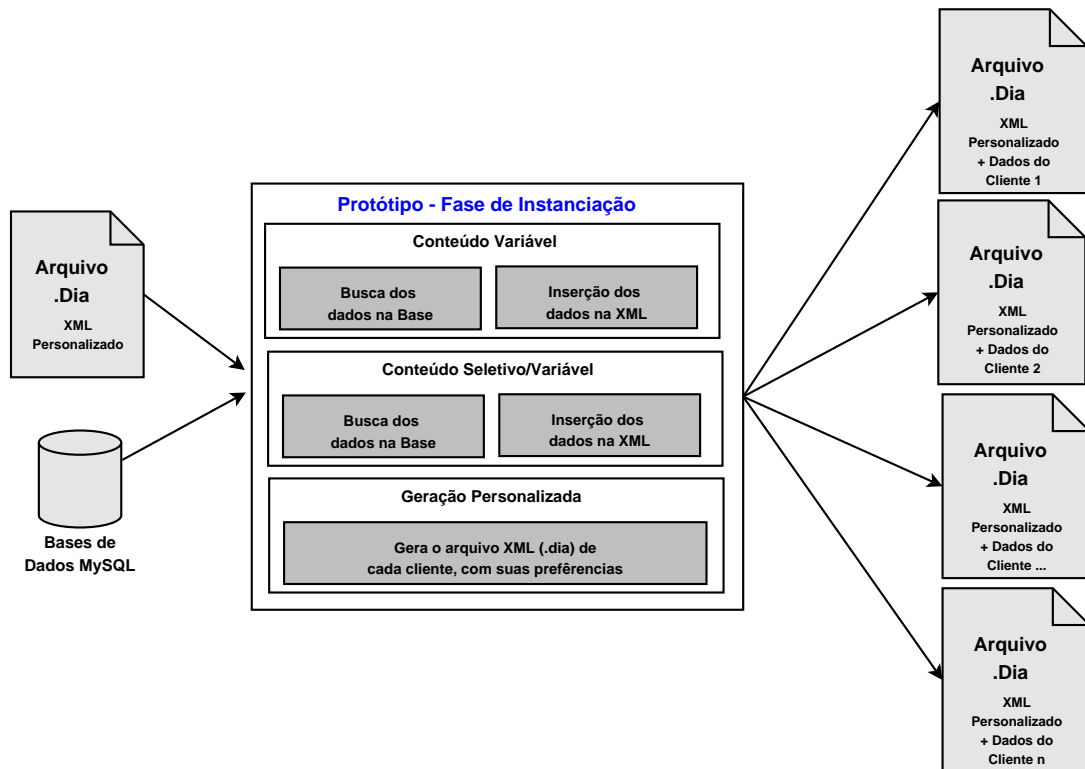 Arquivo
.Dia
XML
Personalizado
Bases de
Dados MySQL
Protótipo - Fase de Instanciação
Conteúdo Variável
Busca dos
dados na Base
Inserção dos
dados na XML
Conteúdo Seletivo/Variável
Busca dos
dados na Base
Inserção dos
dados na XML
Geração Personalizada
Gera o arquivo XML (.dia) de
cada cliente, com suas prefêrencias
Arquivo
.Dia
XML
Personalizado
+ Dados do
Cliente 1
Arquivo
.Dia
XML
Personalizado
+ Dados do
Cliente 2
Arquivo
.Dia
XML
Personalizado
+ Dados do
Cliente ...
Arquivo
.Dia
XML
Personalizado
+ Dados do
Cliente n